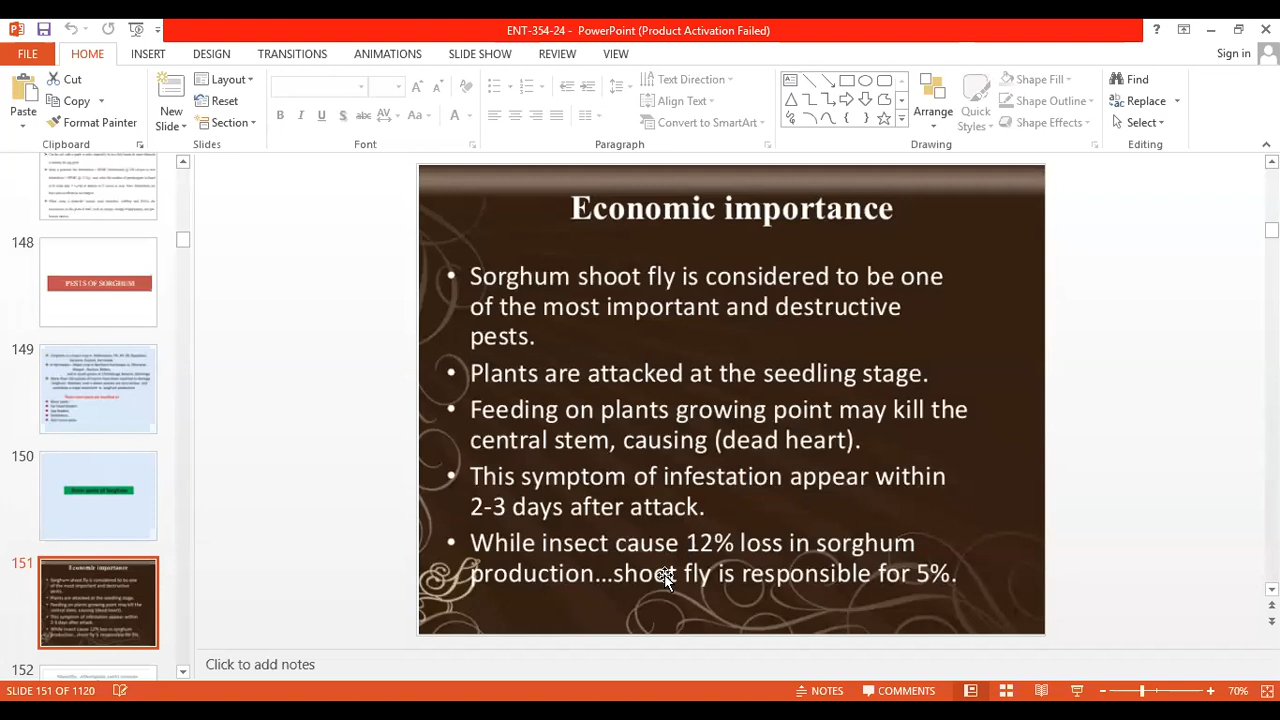 ENT-354-24 - PowerPoint (Product Activation Failed)
FILE HOME INSERT DESIGN TRANSITIONS ANIMATIONS SLIDE SHOW REVIEW VIEW Sign in
Paste
Cut
Copy
Format Painter
Clipboard
New
Slide
Layout
Reset
Section
Slides
Font
Text Direction
Align Text
Convert to SmartArt
Paragraph
Arrange
Quick
Styles
Shape Fill
Shape Outline
Shape Effects
Drawing
Find
Replace
Select
Editing
148
PESTS OF SORGHUM
149
150
151
Economic importance
152
Economic importance
• Sorghum shoot fly is considered to be one
of the most important and destructive
pests.
• Plants are attacked at the seedling stage.
• Feeding on plants growing point may kill the
central stem, causing (dead heart).
• This symptom of infestation appear within
2-3 days after attack.
• While insect cause 12% loss in sorghum
production...shoot fly is responsible for 5%.
Click to add notes
SLIDE 151 OF 1120
NOTES
COMMENTS
70%